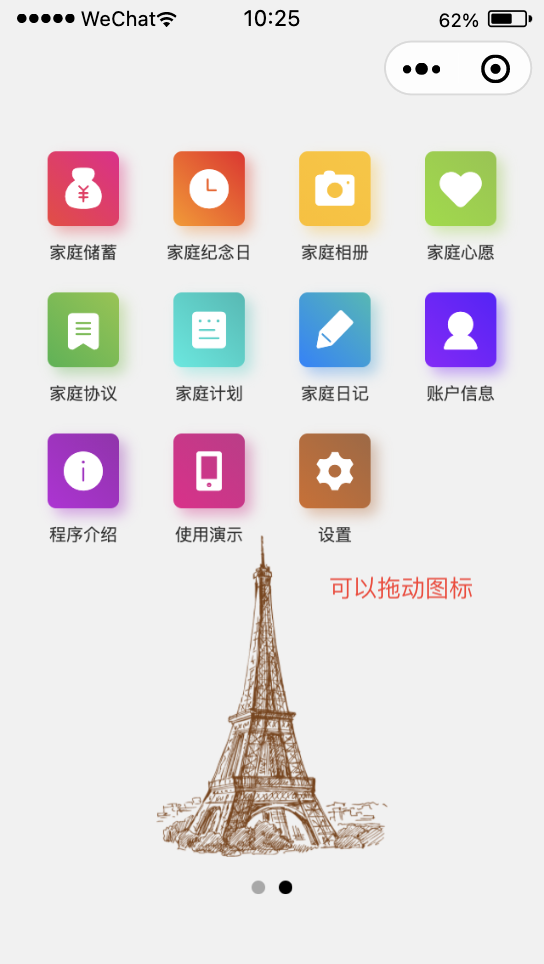 WeChat 10:25 62%
家庭储蓄 家庭纪念日 家庭相册 家庭心愿
家庭协议 家庭计划 家庭日记 账户信息
程序介绍 使用演示 设置
可以拖动图标